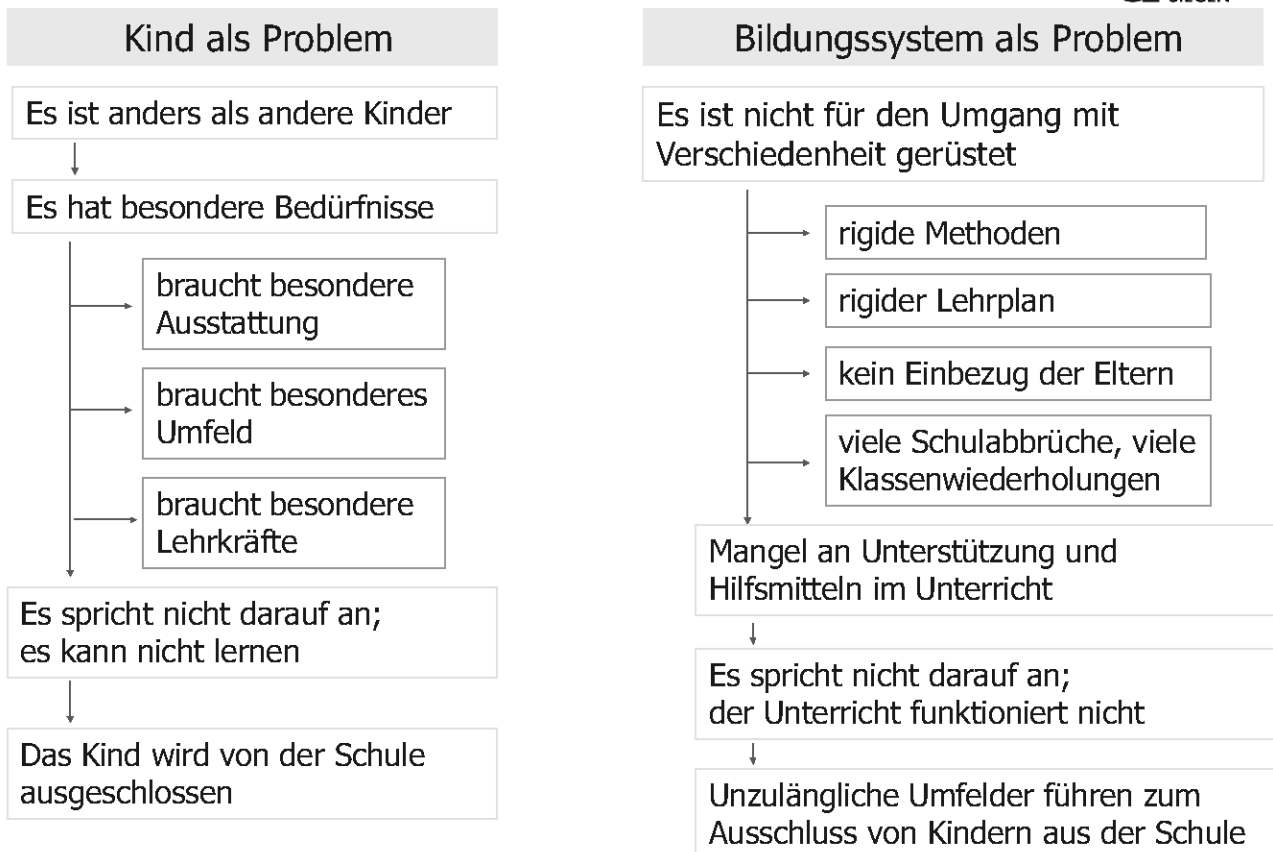 Kind als Problem
Es ist anders als andere Kinder
Es hat besondere Bedürfnisse
braucht besondere
Ausstattung
braucht besonderes
Umfeld
braucht besondere
Lehrkräfte
Es spricht nicht darauf an;
es kann nicht lernen
Das Kind wird von der Schule
ausgeschlossen
Bildungssystem als Problem
Es ist nicht für den Umgang mit
Verschiedenheit gerüstet
rigide Methoden
rigider Lehrplan
kein Einbezug der Eltern
viele Schulabbrüche, viele
Klassenwiederholungen
Mangel an Unterstützung und
Hilfsmitteln im Unterricht
Es spricht nicht darauf an;
der Unterricht funktioniert nicht
Unzulängliche Umfelder führen zum
Ausschluss von Kindern aus der Schule